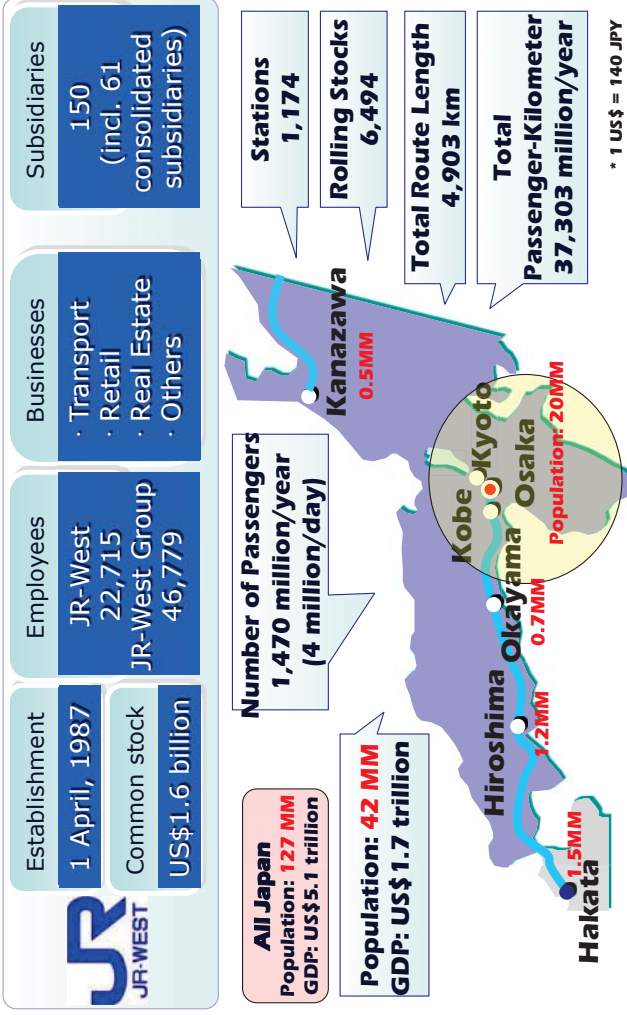 JR
JR-WEST
Establishment
1 April, 1987
Common stock
US$1.6 billion
Employees
JR-West
22,715
JR-West Group
46,779
Businesses
· Transport
· Retail
· Real Estate
· Others
Subsidiaries
150
(incl. 61
consolidated
subsidiaries)
All Japan
Population: 127 MM
GDP: US$5.1 trillion
Population: 42 MM
GDP: US$1.7 trillion
Number of Passengers
1,470 million/year
(4 million/day)
Stations
1,174
Rolling Stocks
6,494
Total Route Length
4,903 km
Total
Passenger-Kilometer
37,303 million/year
Kanazawa
0.5MM
Kobe
Kyoto
Osaka
Population: 20MM
Okayama
0.7MM
Hiroshima
1.2MM
1.5MM
Hakata
* 1 US$ = 140 JPY